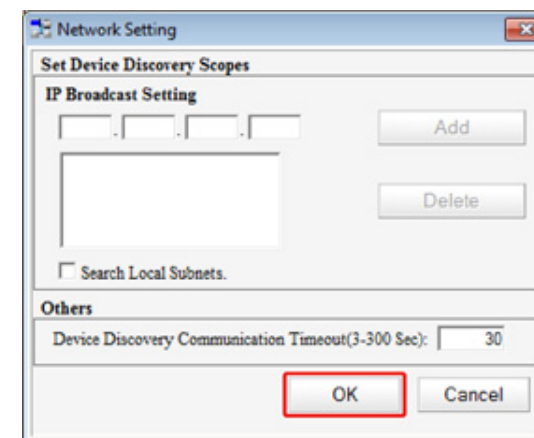 Network Setting
Set Device Discovery Scopes
IP Broadcast Setting
. . .
Add
Delete
Search Local Subnets.
Others
Device Discovery Communication Timeout(3-300 Sec): 30
OK Cancel